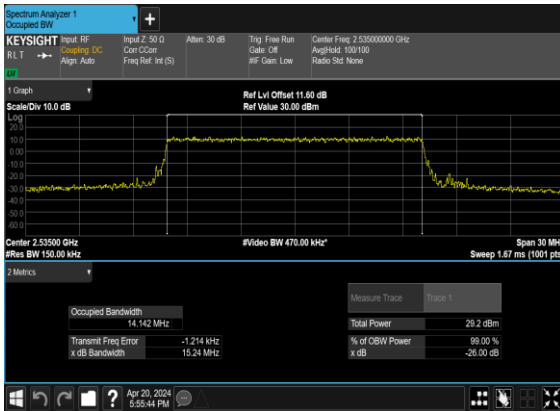 Spectrum Analyzer 1
Occupied BW
+
KEYSIGHT
RLT
Input: RF
Coupling: DC
Align: Auto
Input Z: 50 Ω
Corr CCorr
Freq Ref: Int (S)
Atten: 30 dB
Trig: Free Run
Gate: Off
#IF Gain: Low
Center Freq: 2.535000000 GHz
Avg|Hold: 100/100
Radio Std: None
1 Graph
Scale/Div 10.0 dB
Ref Lvl Offset 11.60 dB
Ref Value 30.00 dBm
Log
20.0
10.0
0.00
-10.0
-20.0
-30.0
-40.0
-50.0
-60.0
Center 2.53500 GHz
#Res BW 150.00 kHz
#Video BW 470.00 kHz*
Span 30 MH
Sweep 1.67 ms (1001 pts
2 Metrics
Measure Trace
Trace 1
Occupied Bandwidth
14.142 MHz
Total Power
29.2 dBm
Transmit Freq Error
-1.214 kHz
% of OBW Power
99.00 %
x dB Bandwidth
15.24 MHz
x dB
-26.00 dB
?
Apr 20, 2024
5:55:44 PM